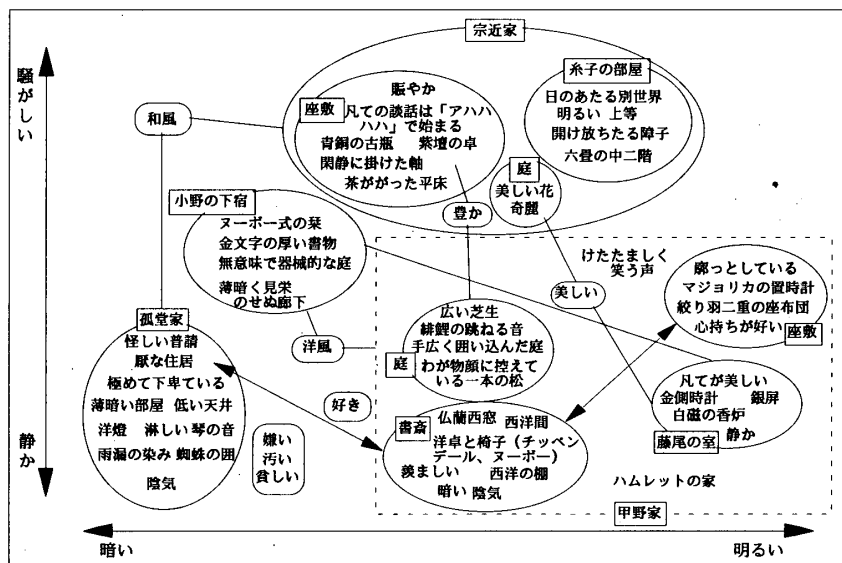 宗近家
騒がしい
和風
座敷
賑やか
凡ての談話は「アハハ
ハハ」で始まる
青銅の古瓶 紫壇の卓
閑静に掛けた軸
茶ががった平床
糸子の部屋
日のあたる別世界
明るい 上等
開け放ちたる障子
六畳の中二階
庭
美しい花
奇麗
小野の下宿
ヌーボー式の栞
金文字の厚い書物
無意味で器械的な庭
薄暗く見栄
のせぬ廊下
豊か
けたたましく
笑う声
美しい
廓っとしている
マジョリカの置時計
絞り羽二重の座布団
心持ちが好い
座敷
孤堂家
怪しい普請
厭な住居
極めて下卑ている
薄暗い部屋 低い天井
洋燈 淋しい琴の音
雨漏の染み 蜘蛛の囲
陰気
洋風
広い芝生
緋鯉の跳ねる音
手広く囲い込んだ庭
わが物顔に控えて
いる一本の松
庭
凡てが美しい
金側時計 銀屏
白磁の香炉
静か
藤尾の室
好き
嫌い
汚い
貧しい
書斎
仏蘭西窓 西洋間
洋卓と椅子(チッペン
デール、ヌーボー)
羨ましい 西洋の棚
暗い 陰気
ハムレットの家
甲野家
静か
暗い
明るい